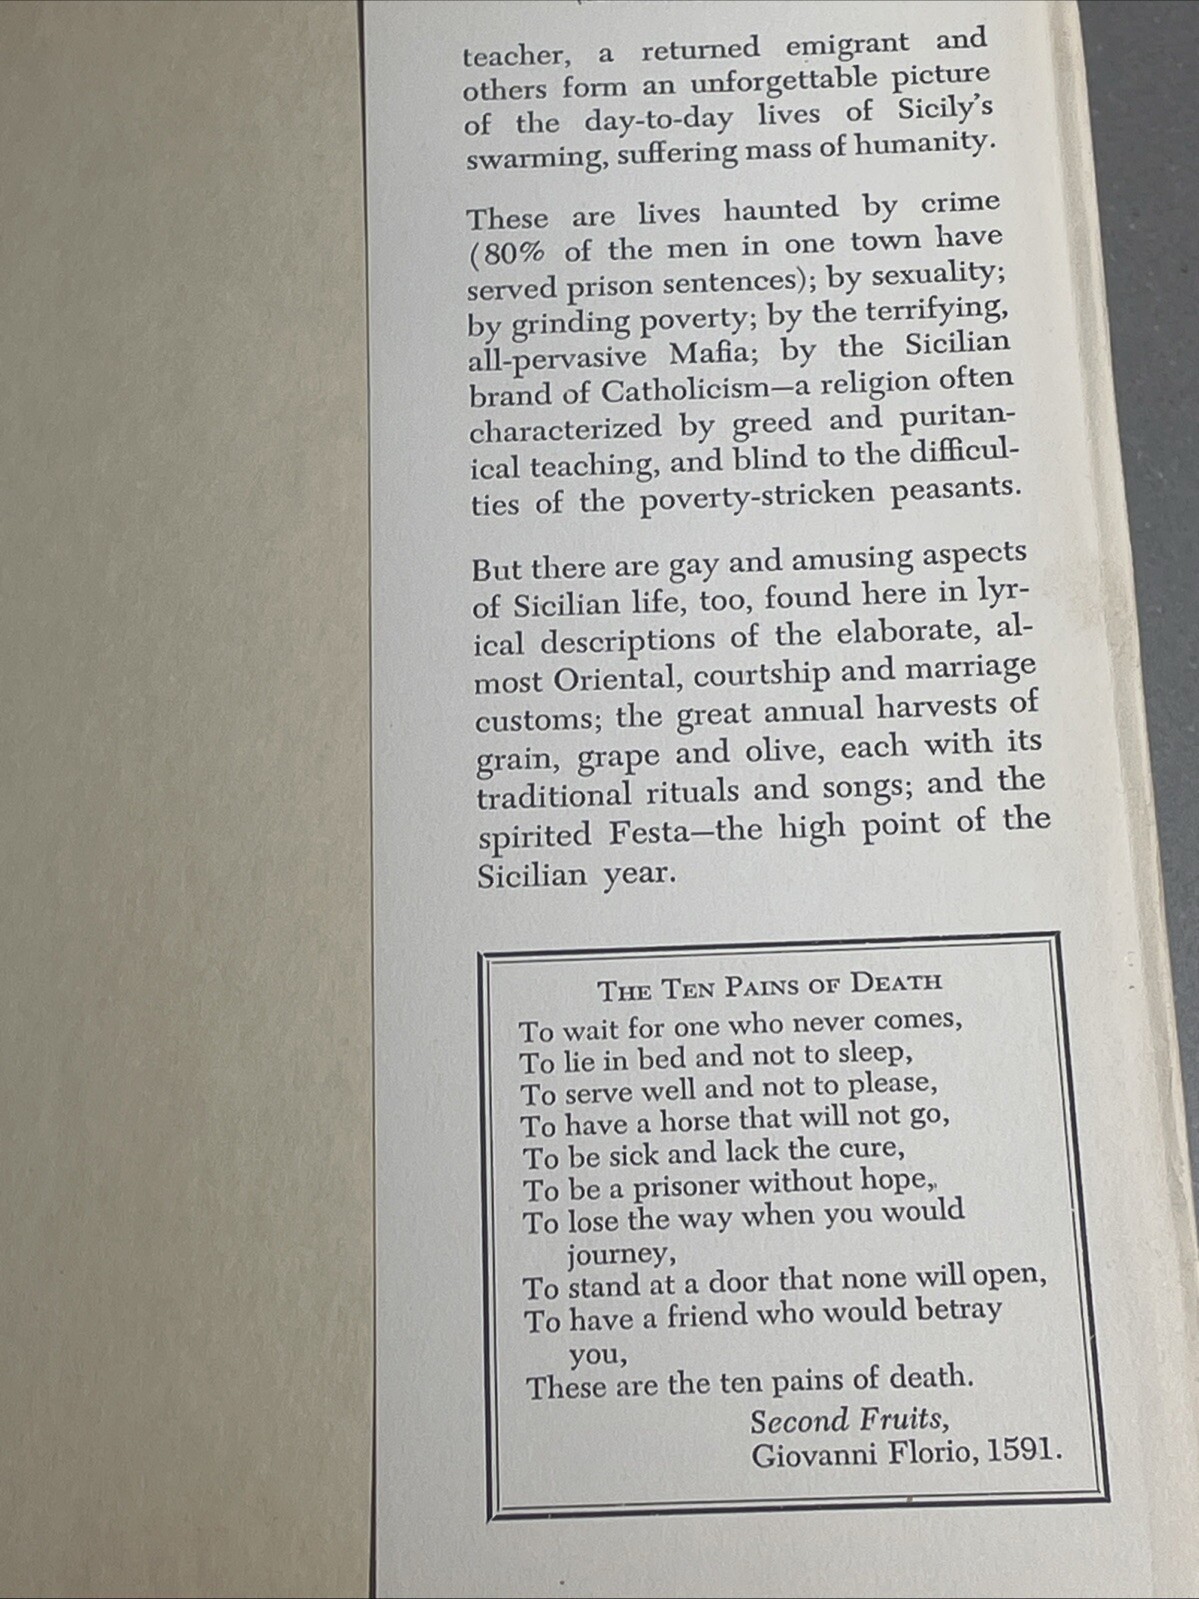 teacher, a returned emigrant and
others form an unforgettable picture
of the day-to-day lives of Sicily's
swarming, suffering mass of humanity.
These are lives haunted by crime
(80% of the men in one town have
served prison sentences); by sexuality;
by grinding poverty; by the terrifying,
all-pervasive Mafia; by the Sicilian
brand of Catholicism—a religion often
characterized by greed and puritan-
ical teaching, and blind to the difficul-
ties of the poverty-stricken peasants.
But there are gay and amusing aspects
of Sicilian life, too, found here in lyr-
ical descriptions of the elaborate, al-
most Oriental, courtship and marriage
customs; the great annual harvests of
grain, grape and olive, each with its
traditional rituals and songs; and the
spirited Festa—the high point of the
Sicilian year.
The Ten Pains of Death
To wait for one who never comes,
To lie in bed and not to sleep,
To serve well and not to please,
To have a horse that will not go,
To be sick and lack the cure,
To be a prisoner without hope,
To lose the way when you would
journey,
To stand at a door that none will open,
To have a friend who would betray
you,
These are the ten pains of death.
Second Fruits,
Giovanni Florio, 1591.